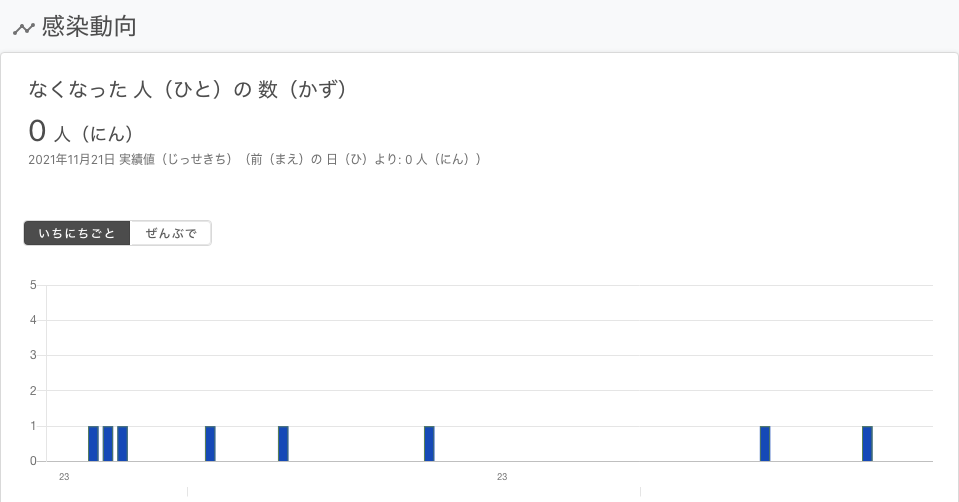 感染動向
なくなった 人（ひと）の 数（かず）
0 人（にん）
2021年11月21日 実績値（じっせきち）（前（まえ）の 日（ひ）より: 0 人（にん））
いちにちごと ぜんぶで
5
4
3
2
1
0
23 23